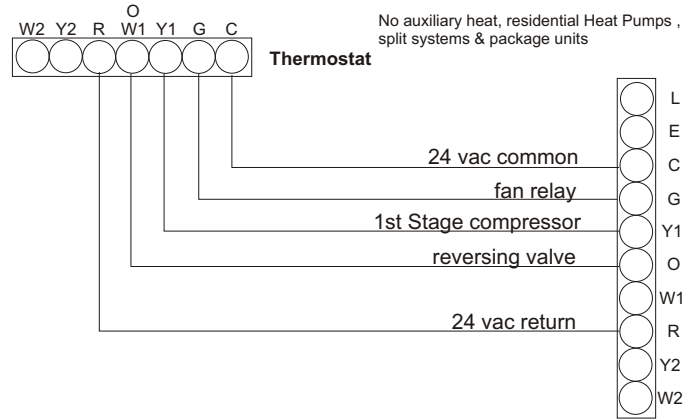 O
W2 Y2 R W1 Y1 G C
Thermostat
No auxiliary heat, residential Heat Pumps ,
split systems & package units
L
E
24 vac common C
fan relay G
1st Stage compressor Y1
reversing valve O
W1
24 vac return R
Y2
W2